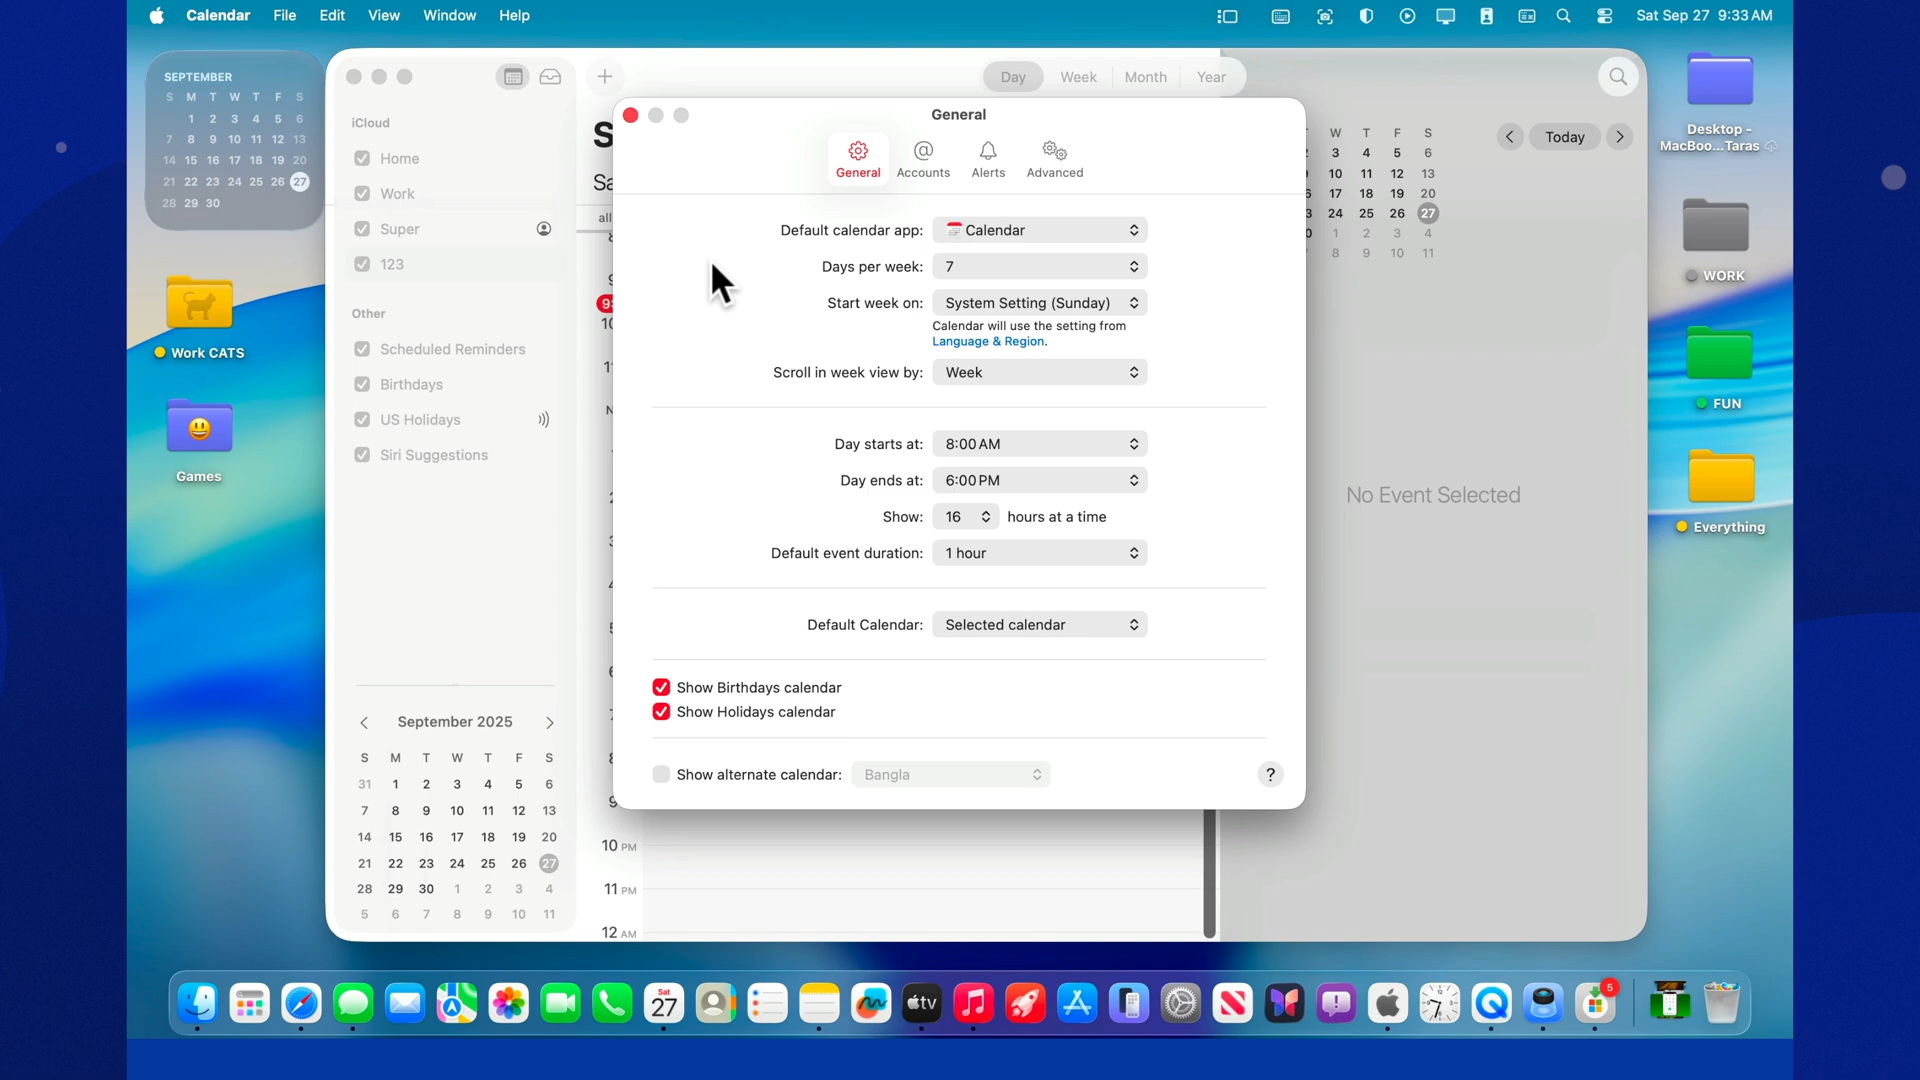 Calendar File Edit View Window Help
Sat Sep 27 9:33 AM
SEPTEMBER
S M T W T F S
1 2 3 4 5 6
7 8 9 10 11 12 13
14 15 16 17 18 19 20
21 22 23 24 25 26 27
28 29 30
Work CATS
Games
iCloud
Home
Work
Super
123
Other
Scheduled Reminders
Birthdays
US Holidays
Siri Suggestions
September 2025
S M T W T F S
31 1 2 3 4 5 6
7 8 9 10 11 12 13
14 15 16 17 18 19 20
21 22 23 24 25 26 27
28 29 30 1 2 3 4
5 6 7 8 9 10 11
Day Week Month Year
General
General Accounts Alerts Advanced
Default calendar app: Calendar
Days per week: 7
Start week on: System Setting (Sunday)
Calendar will use the setting from
Language & Region.
Scroll in week view by: Week
Day starts at: 8:00 AM
Day ends at: 6:00 PM
Show: 16 hours at a time
Default event duration: 1 hour
Default Calendar: Selected calendar
Show Birthdays calendar
Show Holidays calendar
Show alternate calendar: Bangla
?
10 PM
11 PM
12 AM
Today
W T F S
3 4 5 6
10 11 12 13
17 18 19 20
24 25 26 27
1 2 3 4
8 9 10 11
No Event Selected
Desktop -
MacBoo...Taras
WORK
FUN
Everything
Sat
27
tv
5